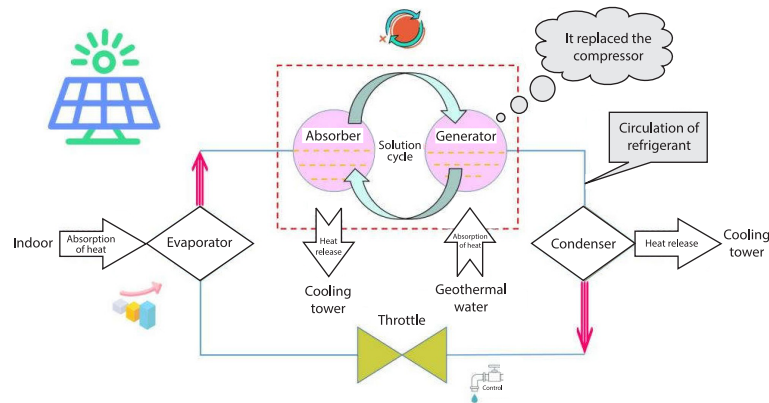 It replaced the
compressor
Absorber
Generator
Solution
cycle
Circulation of
refrigerant
Indoor
Absorption
of heat
Evaporator
Heat
release
Absorption
of heat
Condenser
Heat release
Cooling
tower
Cooling
tower
Geothermal
water
Throttle
Control